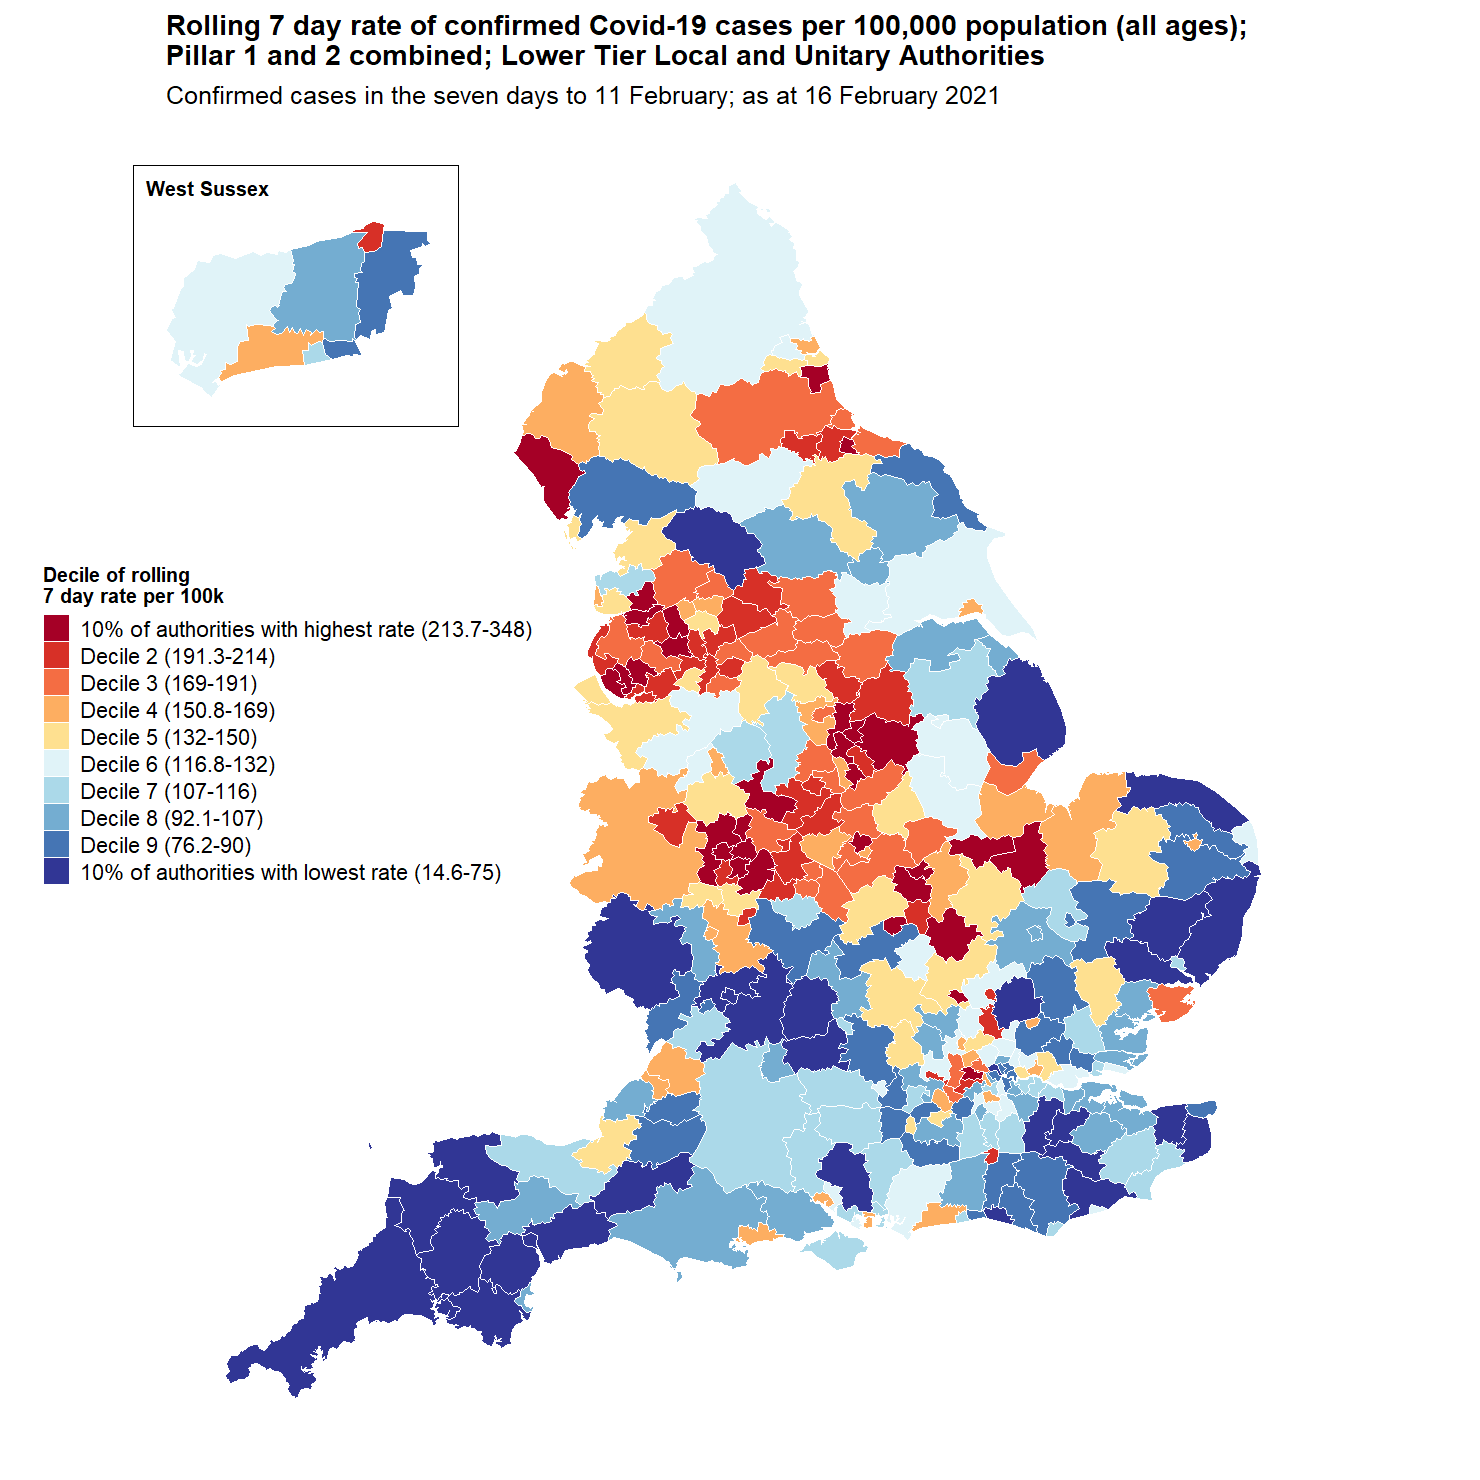 Rolling 7 day rate of confirmed Covid-19 cases per 100,000 population (all ages);
Pillar 1 and 2 combined; Lower Tier Local and Unitary Authorities
Confirmed cases in the seven days to 11 February; as at 16 February 2021
West Sussex
Decile of rolling
7 day rate per 100k
10% of authorities with highest rate (213.7-348)
Decile 2 (191.3-214)
Decile 3 (169-191)
Decile 4 (150.8-169)
Decile 5 (132-150)
Decile 6 (116.8-132)
Decile 7 (107-116)
Decile 8 (92.1-107)
Decile 9 (76.2-90)
10% of authorities with lowest rate (14.6-75)